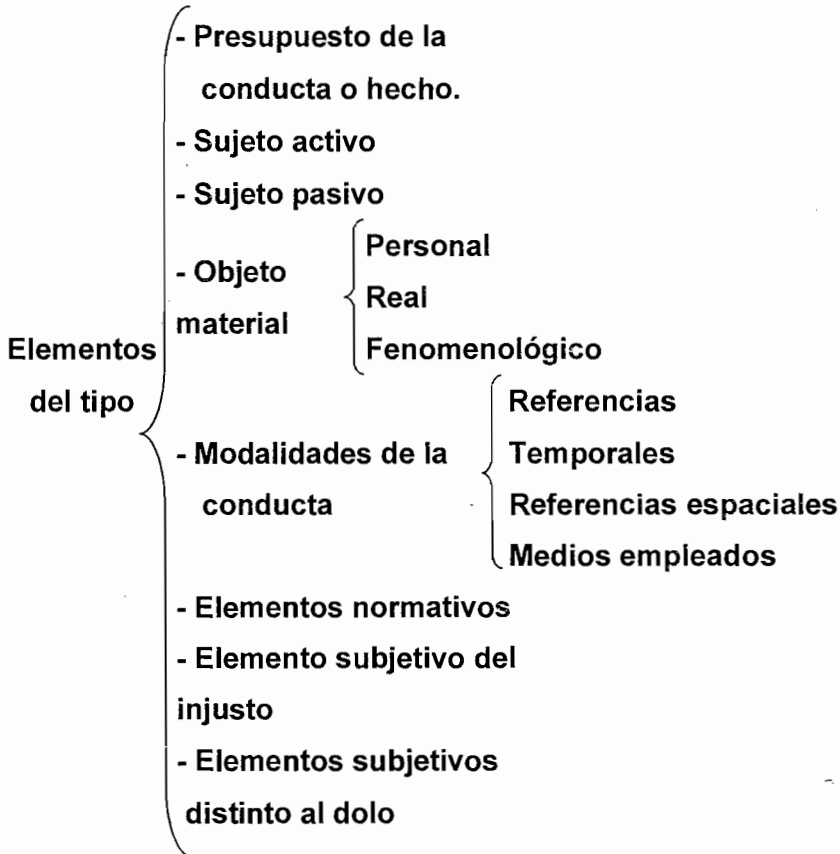 - Presupuesto de la
conducta o hecho.
- Sujeto activo
- Sujeto pasivo
- Objeto
material
Personal
Real
Fenomenológico
Elementos
del tipo
- Modalidades de la
conducta
Referencias
Temporales
Referencias espaciales
Medios empleados
- Elementos normativos
- Elemento subjetivo del
injusto
- Elementos subjetivos
distinto al dolo